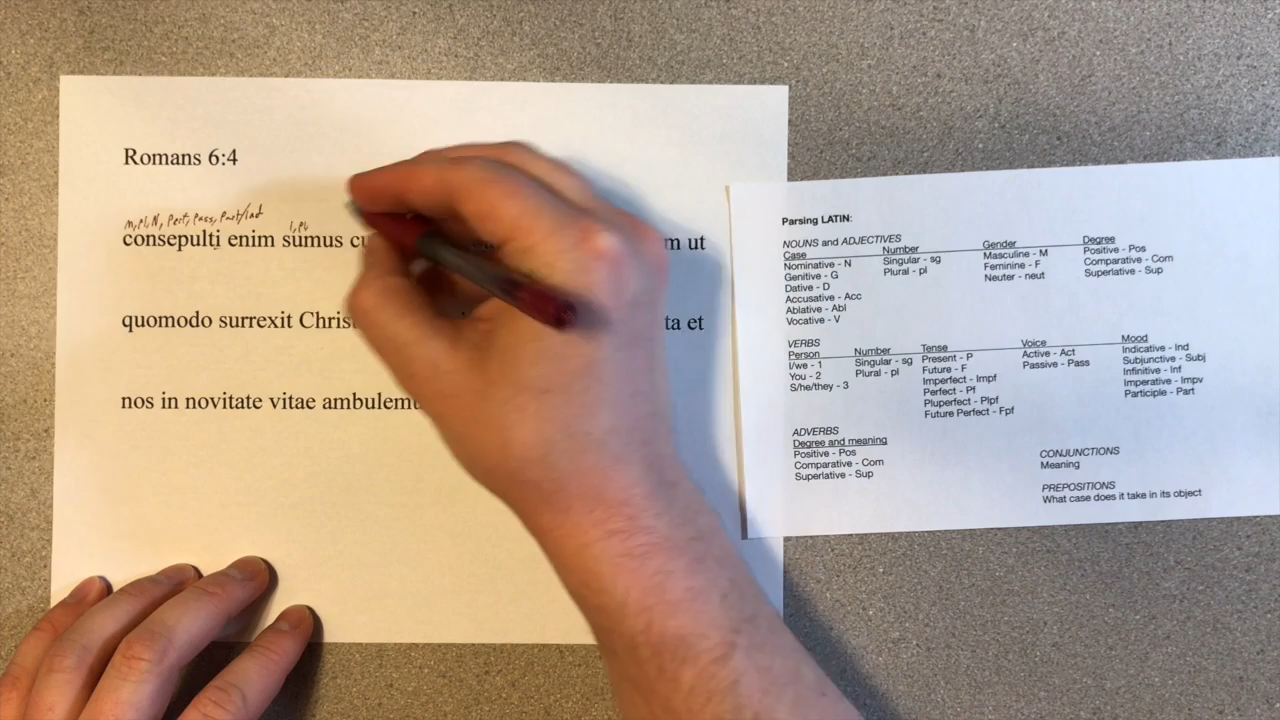 Romans 6:4
m, Pl, N, Perf, Pass, Part/Ind
1, Pl
consepulti enim sumus cu m ut
quomodo surrexit Christ ta et
nos in novitate vitae ambulemu
Parsing LATIN:
NOUNS and ADJECTIVES
Case Number Gender Degree
Nominative - N Singular - sg Masculine - M Positive - Pos
Genitive - G Plural - pl Feminine - F Comparative - Com
Dative - D Neuter - neut Superlative - Sup
Accusative - Acc
Ablative - Abl
Vocative - V
VERBS
Person Number Tense Voice Mood
I/we - 1 Singular - sg Present - P Active - Act Indicative - Ind
You - 2 Plural - pl Future - F Passive - Pass Subjunctive - Subj
S/he/they - 3 Imperfect - Impf Infinitive - Inf
Perfect - Pf Imperative - Impv
Pluperfect - Plpf Participle - Part
Future Perfect - Fpf
ADVERBS
Degree and meaning
Positive - Pos
Comparative - Com
Superlative - Sup
CONJUNCTIONS
Meaning
PREPOSITIONS
What case does it take in its object